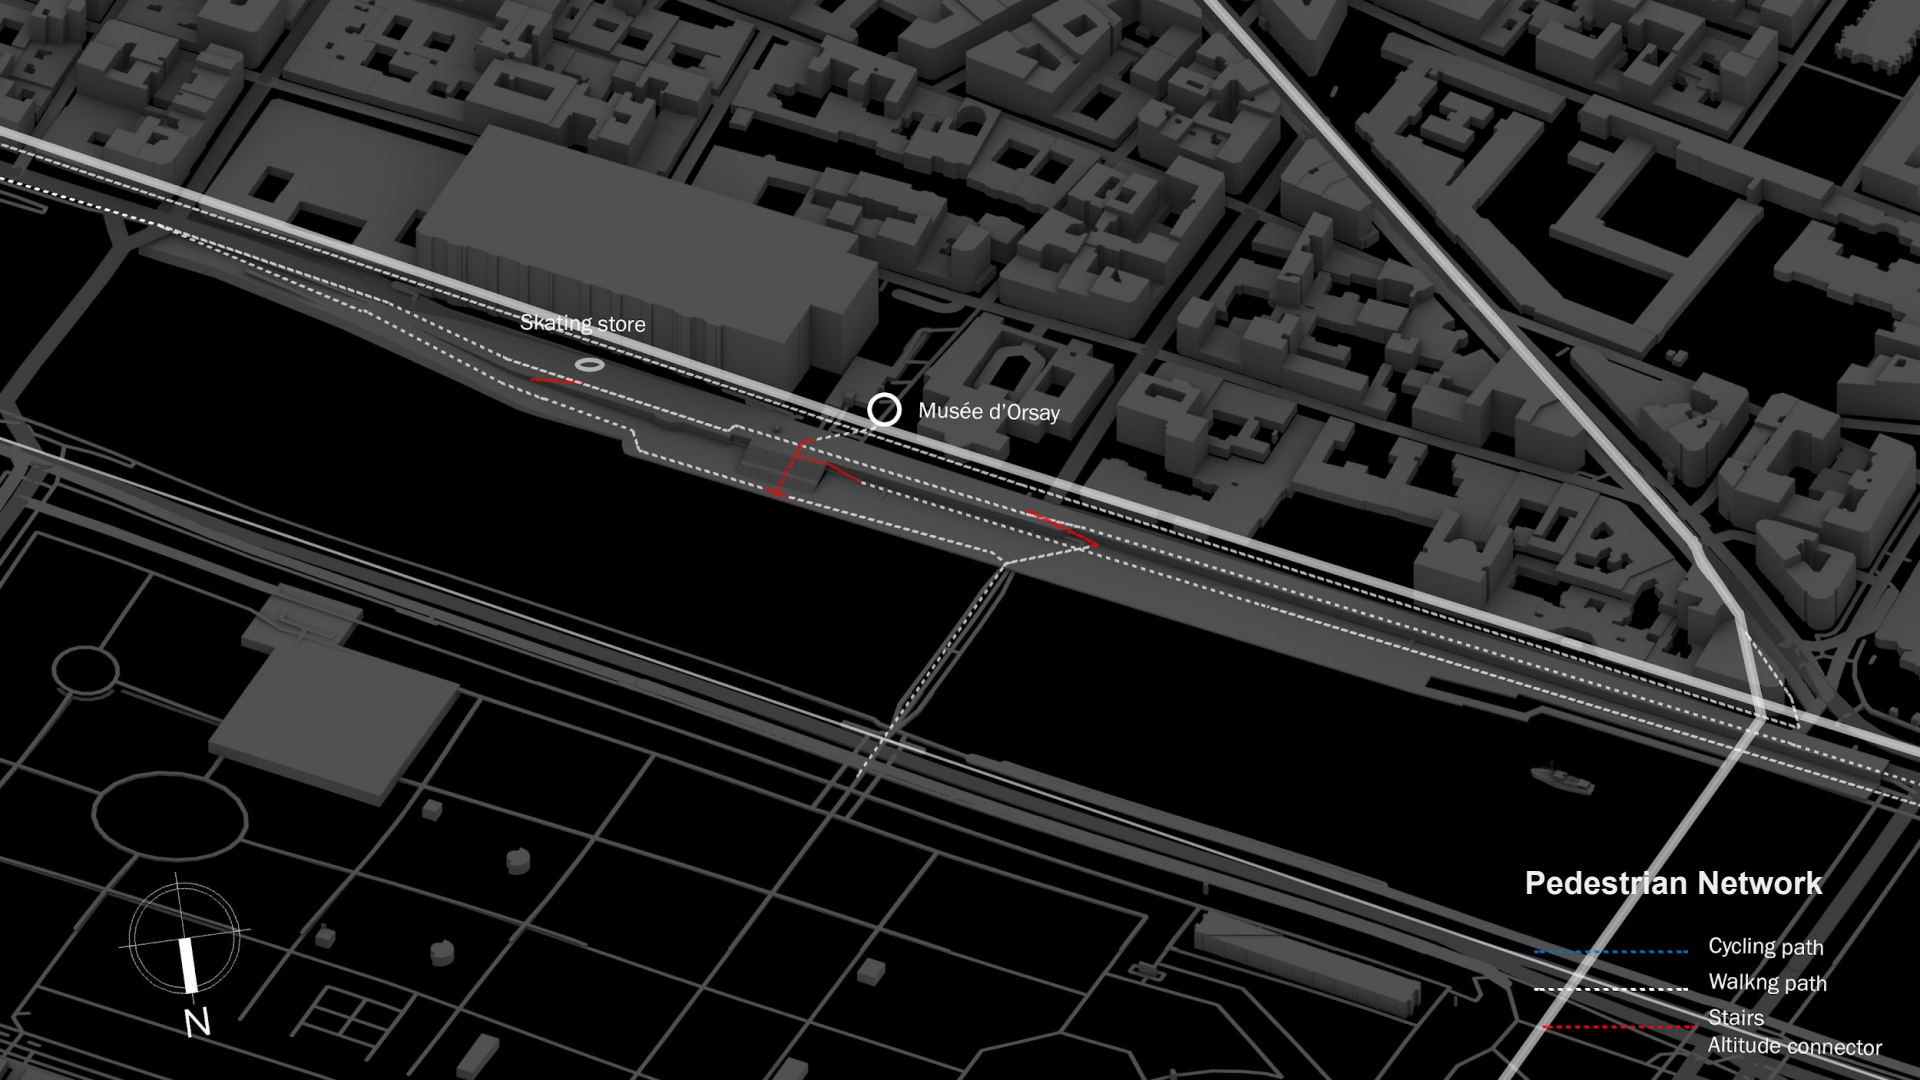 Skating store
Musée d'Orsay
Pedestrian Network
Cycling path
Walkng path
Stairs
Altitude connector
N